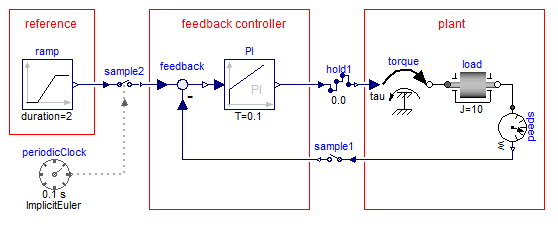 reference
feedback controller
plant
ramp
duration=2
sample2
feedback
-
PI
PI
T=0.1
hold1
0.0
torque
tau
load
J=10
speed
w
sample1
periodicClock
0.1 s
ImplicitEuler